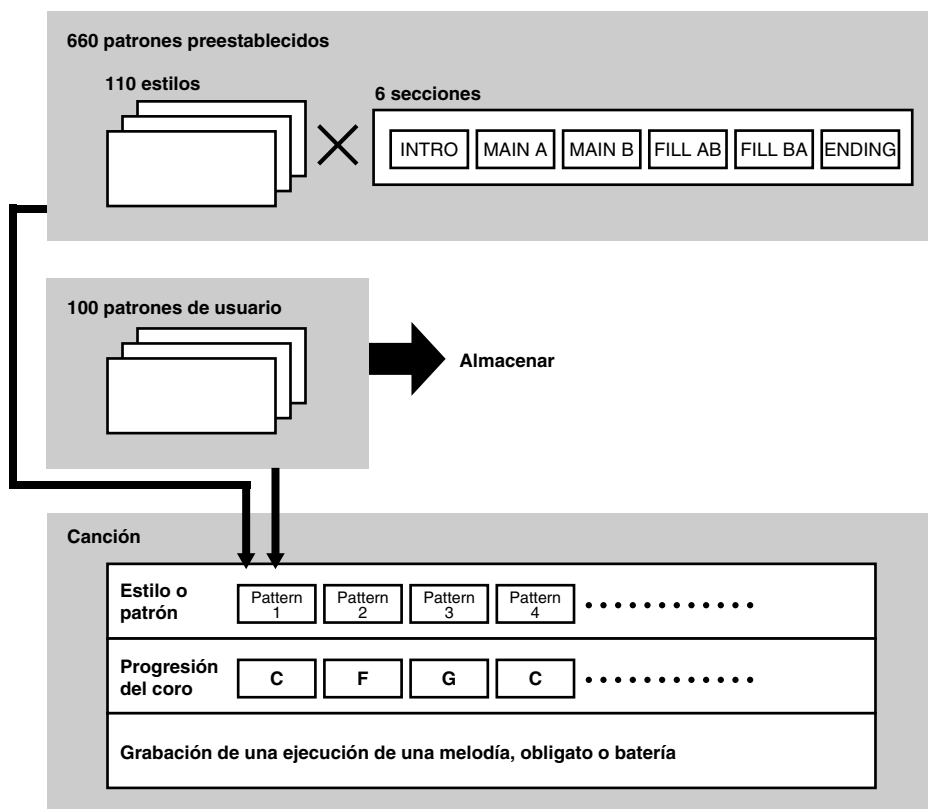 660 patrones preestablecidos
110 estilos
6 secciones
INTRO MAIN A MAIN B FILL AB FILL BA ENDING
100 patrones de usuario
Almacenar
Canción
Estilo o
patrón
Pattern
1
Pattern
2
Pattern
3
Pattern
4
Progresión
del coro
C F G C
Grabación de una ejecución de una melodía, obligato o batería